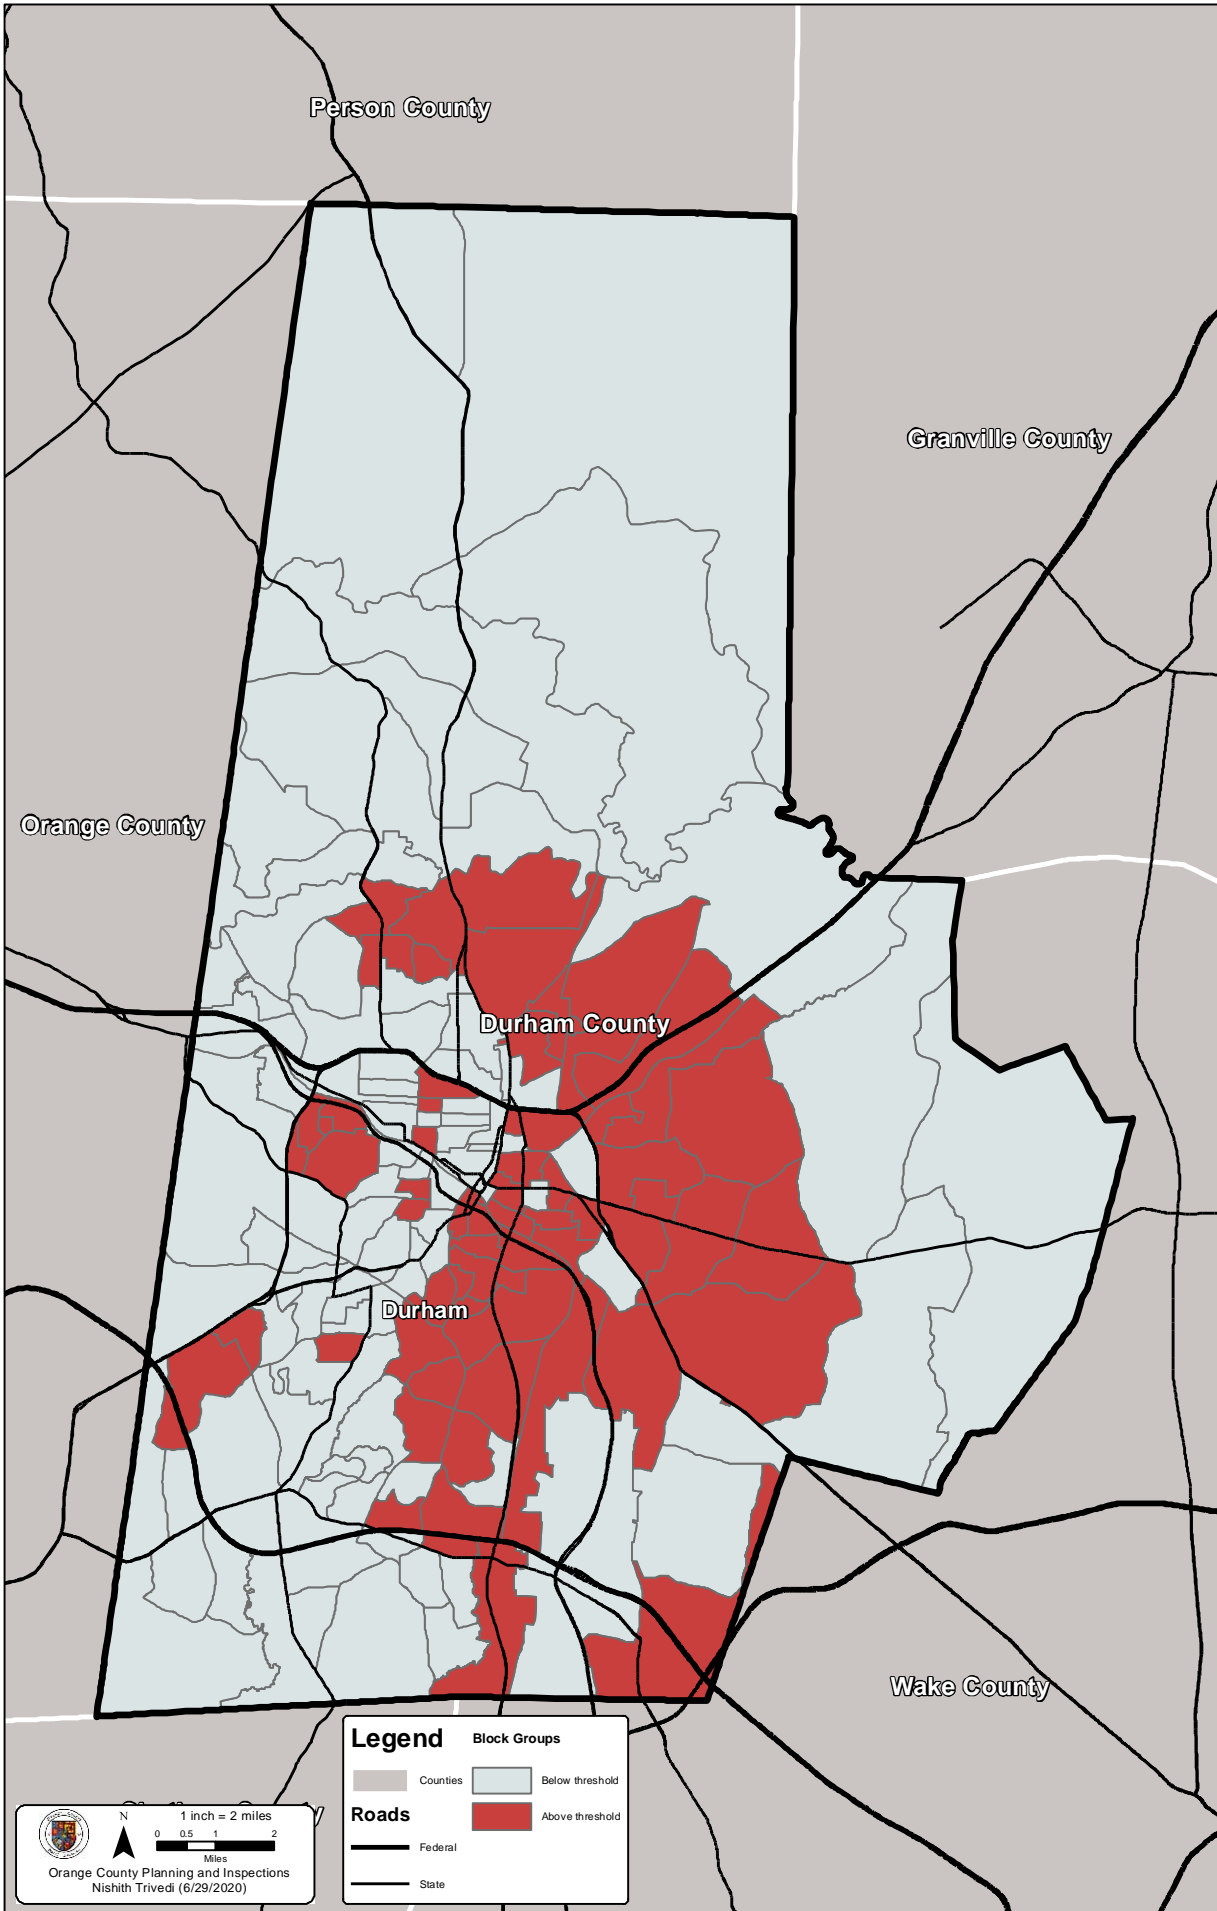 Person County
Granville County
Orange County
Durham County
Durham
Wake County
Legend
Block Groups
Counties
Below threshold
Roads
Above threshold
Federal
State
N
1 inch = 2 miles
0 0.5 1 2
Miles
Orange County Planning and Inspections
Nishith Trivedi (6/29/2020)